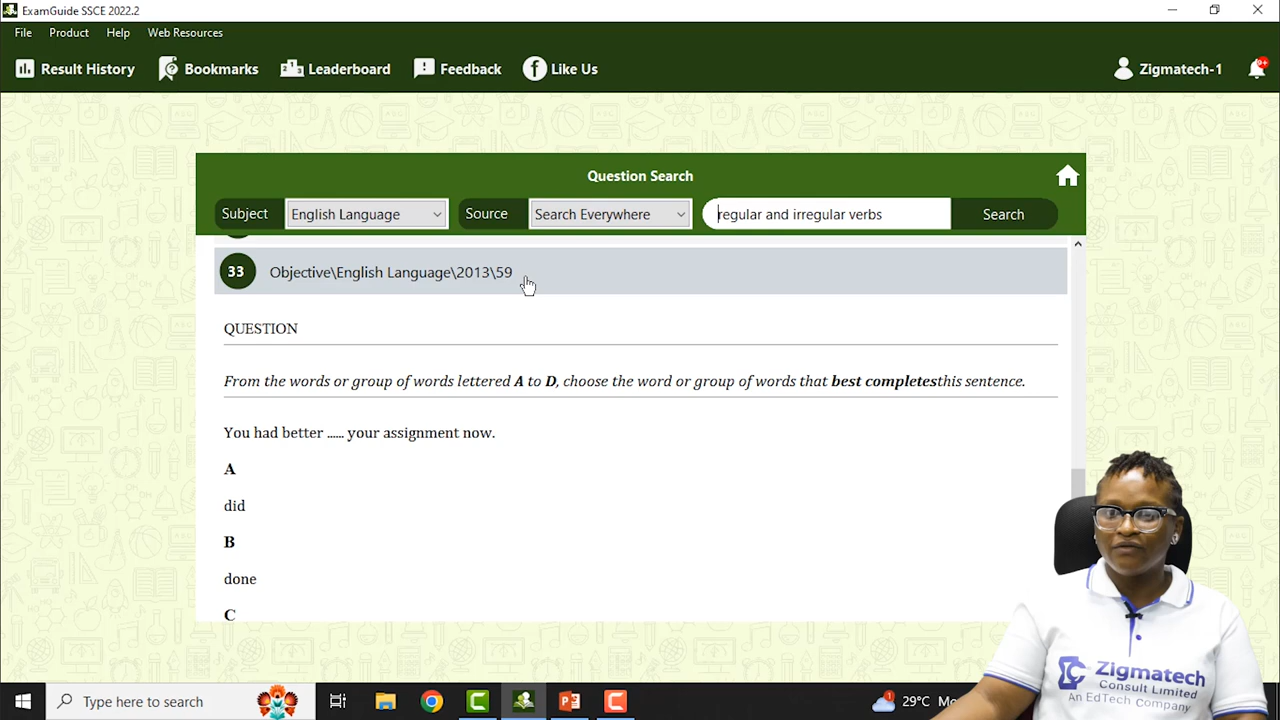 ExamGuide SSCE 2022.2
File Product Help Web Resources
Result History Bookmarks Leaderboard Feedback Like Us Zigmatech-1 9+
Question Search
Subject English Language Source Search Everywhere regular and irregular verbs Search
33 Objective\English Language\2013\59
QUESTION
From the words or group of words lettered A to D, choose the word or group of words that best completesthis sentence.
You had better ...... your assignment now.
A
did
B
done
C
Zigmatech
Consult Limited
An EdTech Company
Type here to search 1 29°C